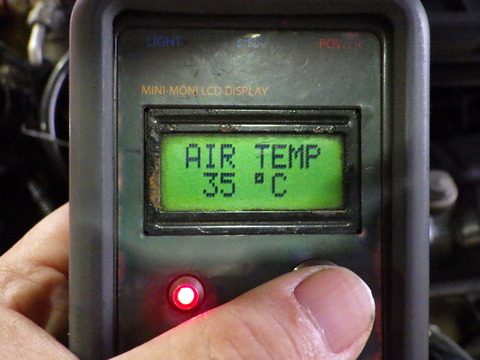 LIGHT POWER
MINI-MONI LCD DISPLAY
AIR TEMP
35 °C